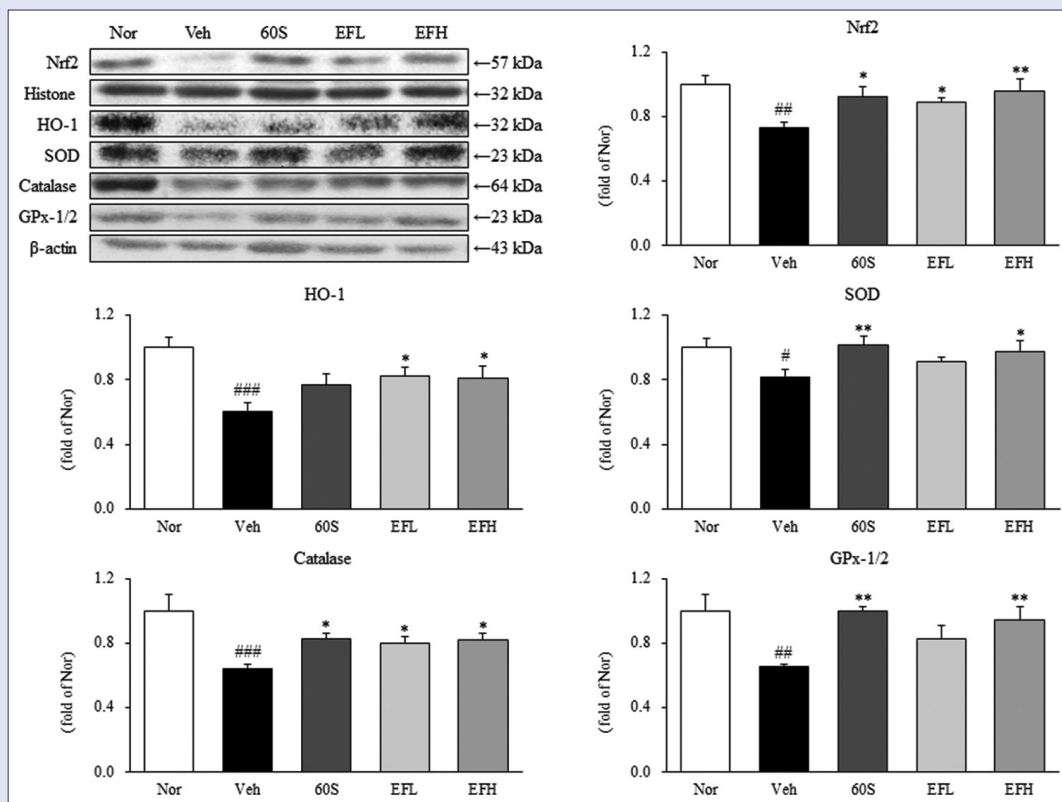 Nor Veh 60S EFL EFH
Nrf2 ←57 kDa
Histone ←32 kDa
HO-1 ←32 kDa
SOD ←23 kDa
Catalase ←64 kDa
GPx-1/2 ←23 kDa
β-actin ←43 kDa
Nrf2
(fold of Nor)
1.2
0.8
0.4
0.0
## * * **
Nor Veh 60S EFL EFH
HO-1
(fold of Nor)
1.2
0.8
0.4
0.0
### * *
Nor Veh 60S EFL EFH
SOD
(fold of Nor)
1.2
0.8
0.4
0.0
# ** *
Nor Veh 60S EFL EFH
Catalase
(fold of Nor)
1.2
0.8
0.4
0.0
### * * *
Nor Veh 60S EFL EFH
GPx-1/2
(fold of Nor)
1.2
0.8
0.4
0.0
## ** **
Nor Veh 60S EFL EFH